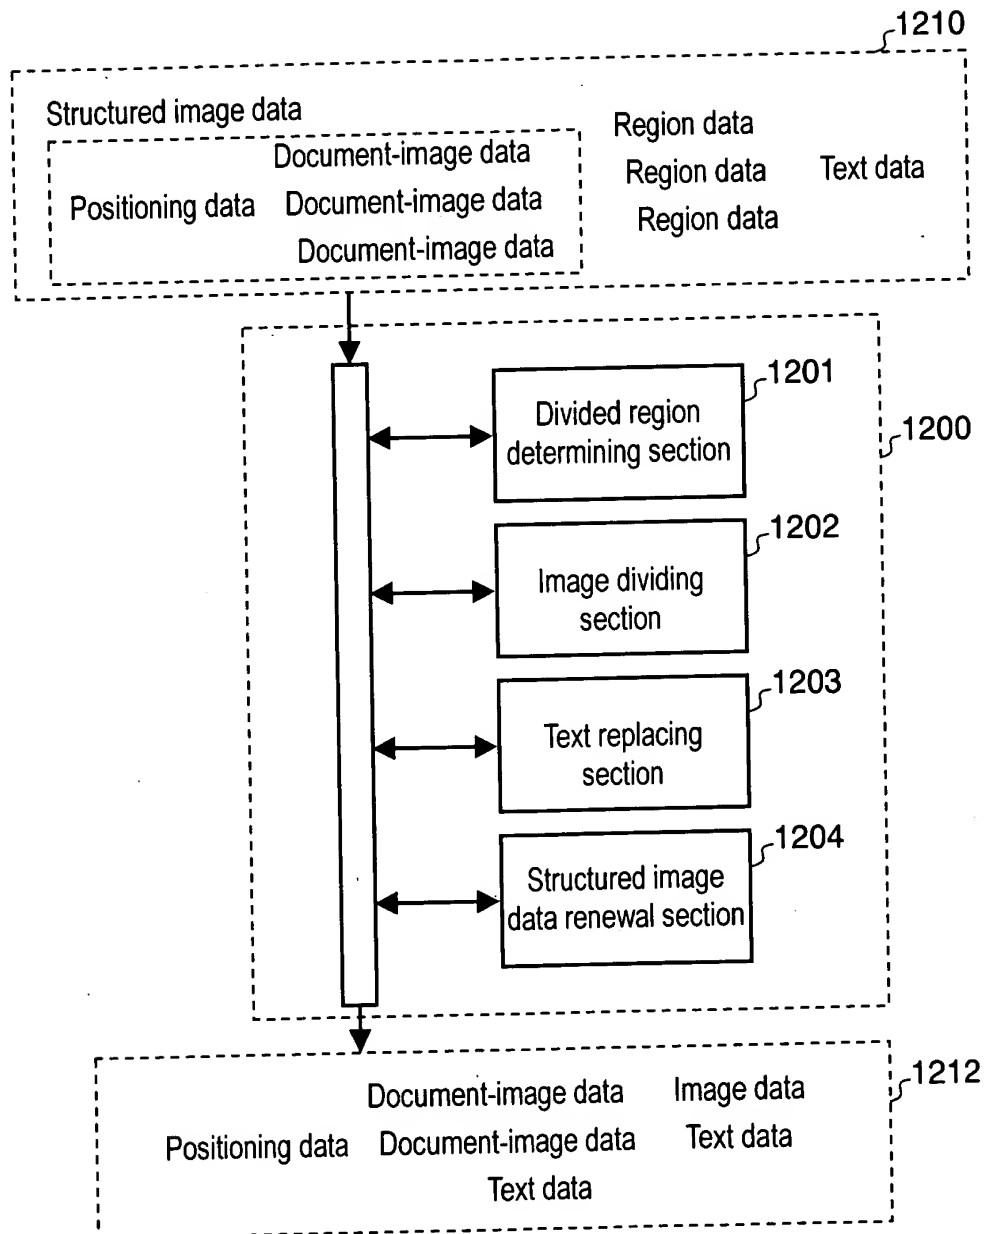 1210
Structured image data
Region data
Document-image data
Region data
Text data
Positioning data
Document-image data
Region data
Document-image data
1201
Divided region
determining section
1200
1202
Image dividing
section
1203
Text replacing
section
1204
Structured image
data renewal section
1212
Document-image data
Image data
Positioning data
Document-image data
Text data
Text data